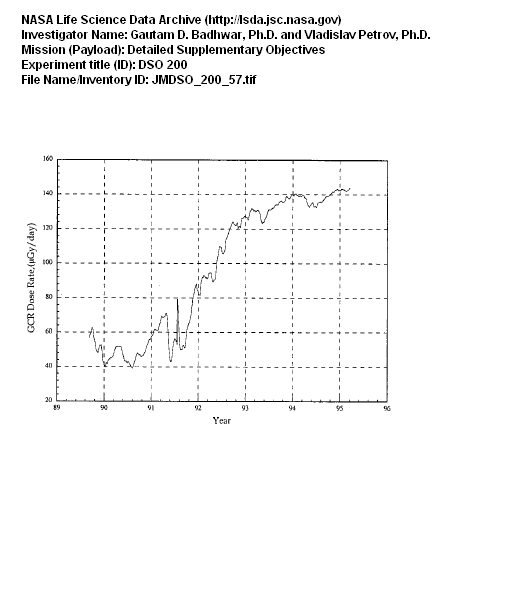 NASA Life Science Data Archive (http://lsda.jsc.nasa.gov)
Investigator Name: Gautam D. Badhwar, Ph.D. and Vladislav Petrov, Ph.D.
Mission (Payload): Detailed Supplementary Objectives
Experiment title (ID): DSO 200
File Name/Inventory ID: JMDSO_200_57.tif
160
140
120
100
80
60
40
20
GCR Dose Rate,(μGy/day)
89 90 91 92 93 94 95 96
Year